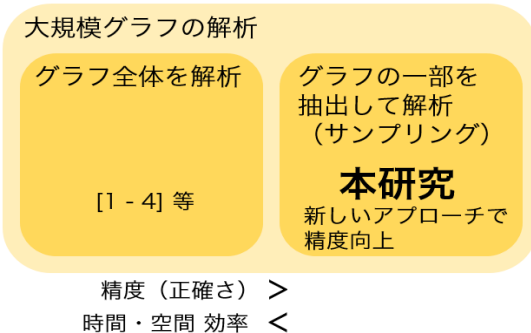 大規模グラフの解析
グラフ全体を解析
[1 - 4] 等
グラフの一部を
抽出して解析
（サンプリング）
本研究
新しいアプローチで
精度向上
精度（正確さ） >
時間・空間 効率 <